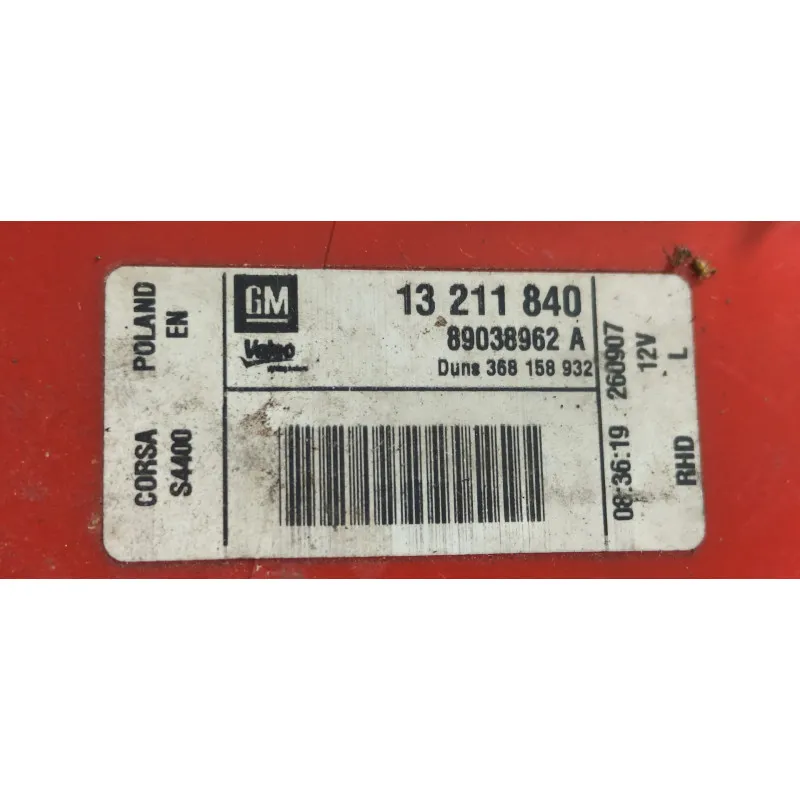 CORSA POLAND
S4400 EN
GM
Valeo
13 211 840
89038962 A
Duns 368 158 932
08:36:19 260907
12V
RHD L